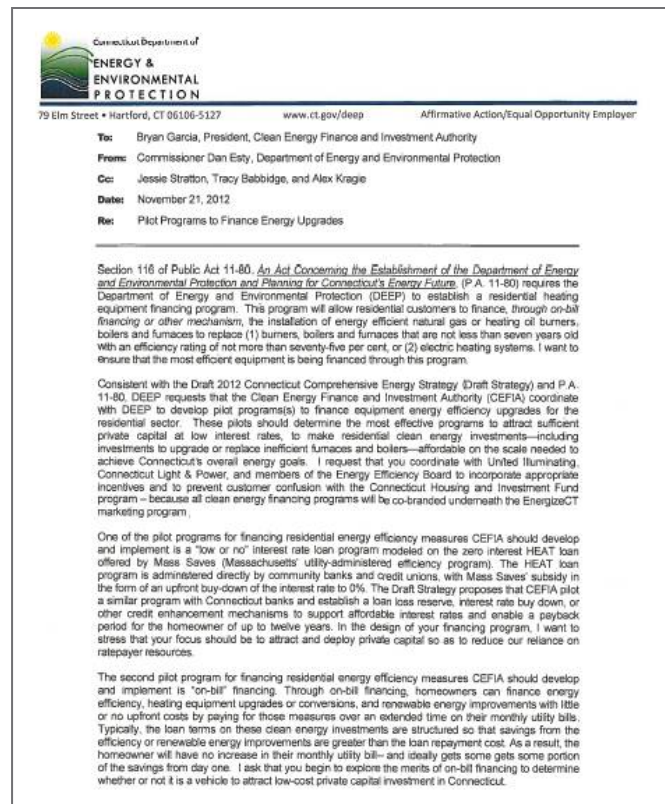 Connecticut Department of
ENERGY &
ENVIRONMENTAL
PROTECTION
79 Elm Street • Hartford, CT 06106-5127 www.ct.gov/deep Affirmative Action/Equal Opportunity Employer
To: Bryan Garcia, President, Clean Energy Finance and Investment Authority
From: Commissioner Dan Esty, Department of Energy and Environmental Protection
Cc: Jessie Stratton, Tracy Babbidge, and Alex Kragie
Date: November 21, 2012
Re: Pilot Programs to Finance Energy Upgrades
Section 116 of Public Act 11-80, An Act Concerning the Establishment of the Department of Energy
and Environmental Protection and Planning for Connecticut's Energy Future, (P.A. 11-80) requires the
Department of Energy and Environmental Protection (DEEP) to establish a residential heating
equipment financing program. This program will allow residential customers to finance, through on-bill
financing or other mechanism, the installation of energy efficient natural gas or heating oil burners,
boilers and furnaces to replace (1) burners, boilers and furnaces that are not less than seven years old
with an efficiency rating of not more than seventy-five per cent, or (2) electric heating systems. I want to
ensure that the most efficient equipment is being financed through this program.
Consistent with the Draft 2012 Connecticut Comprehensive Energy Strategy (Draft Strategy) and P.A.
11-80, DEEP requests that the Clean Energy Finance and Investment Authority (CEFIA) coordinate
with DEEP to develop pilot programs(s) to finance equipment energy efficiency upgrades for the
residential sector. These pilots should determine the most effective programs to attract sufficient
private capital at low interest rates, to make residential clean energy investments—including
investments to upgrade or replace inefficient furnaces and boilers—affordable on the scale needed to
achieve Connecticut's overall energy goals. I request that you coordinate with United Illuminating,
Connecticut Light & Power, and members of the Energy Efficiency Board to incorporate appropriate
incentives and to prevent customer confusion with the Connecticut Housing and Investment Fund
program – because all clean energy financing programs will be co-branded underneath the EnergizeCT
marketing program.
One of the pilot programs for financing residential energy efficiency measures CEFIA should develop
and implement is a "low or no" interest rate loan program modeled on the zero interest HEAT loan
offered by Mass Saves (Massachusetts' utility-administered efficiency program). The HEAT loan
program is administered directly by community banks and credit unions, with Mass Saves' subsidy in
the form of an upfront buy-down of the interest rate to 0%. The Draft Strategy proposes that CEFIA pilot
a similar program with Connecticut banks and establish a loan loss reserve, interest rate buy down, or
other credit enhancement mechanisms to support affordable interest rates and enable a payback
period for the homeowner of up to twelve years. In the design of your financing program, I want to
stress that your focus should be to attract and deploy private capital so as to reduce our reliance on
ratepayer resources.
The second pilot program for financing residential energy efficiency measures CEFIA should develop
and implement is "on-bill" financing. Through on-bill financing, homeowners can finance energy
efficiency, heating equipment upgrades or conversions, and renewable energy improvements with little
or no upfront costs by paying for those measures over an extended time on their monthly utility bills.
Typically, the loan terms on these clean energy investments are structured so that savings from the
efficiency or renewable energy improvements are greater than the loan repayment cost. As a result, the
homeowner will have no increase in their monthly utility bill– and ideally gets some gets some portion
of the savings from day one. I ask that you begin to explore the merits of on-bill financing to determine
whether or not it is a vehicle to attract low-cost private capital investment in Connecticut.